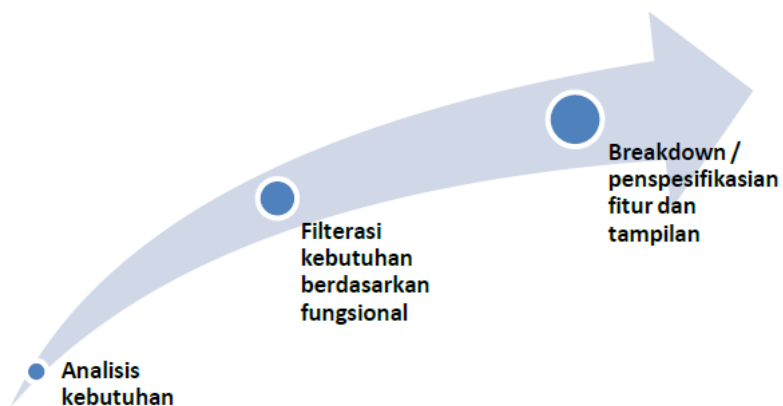 Analisis
kebutuhan
Filterasi
kebutuhan
berdasarkan
fungsional
Breakdown /
penspesifikasian
fitur dan
tampilan